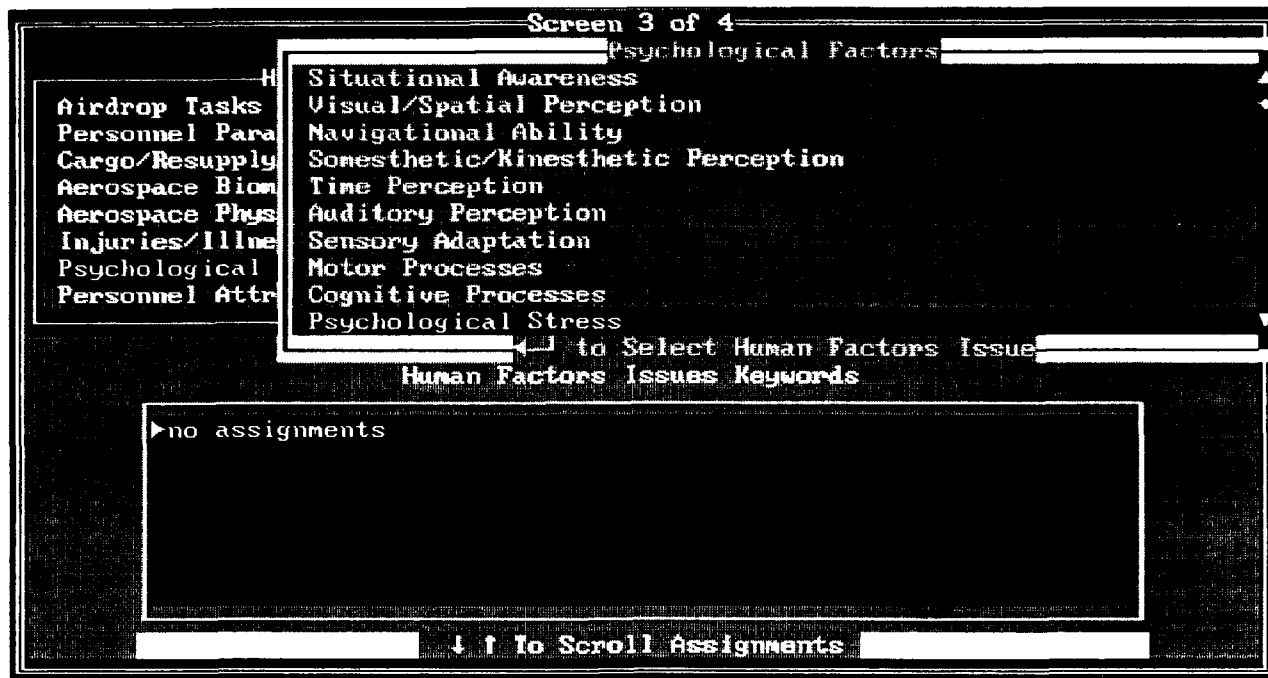 Screen 3 of 4
Psychological Factors
H
Airdrop Tasks
Personnel Para
Cargo/Resupply
Aerospace Biom
Aerospace Phys
Injuries/Illne
Psychological
Personnel Attr
Situational Awareness
Visual/Spatial Perception
Navigational Ability
Somesthetic/Kinesthetic Perception
Time Perception
Auditory Perception
Sensory Adaptation
Motor Processes
Cognitive Processes
Psychological Stress
◄┘ to Select Human Factors Issue
Human Factors Issues Keywords
►no assignments
↓ ↑ To Scroll Assignments